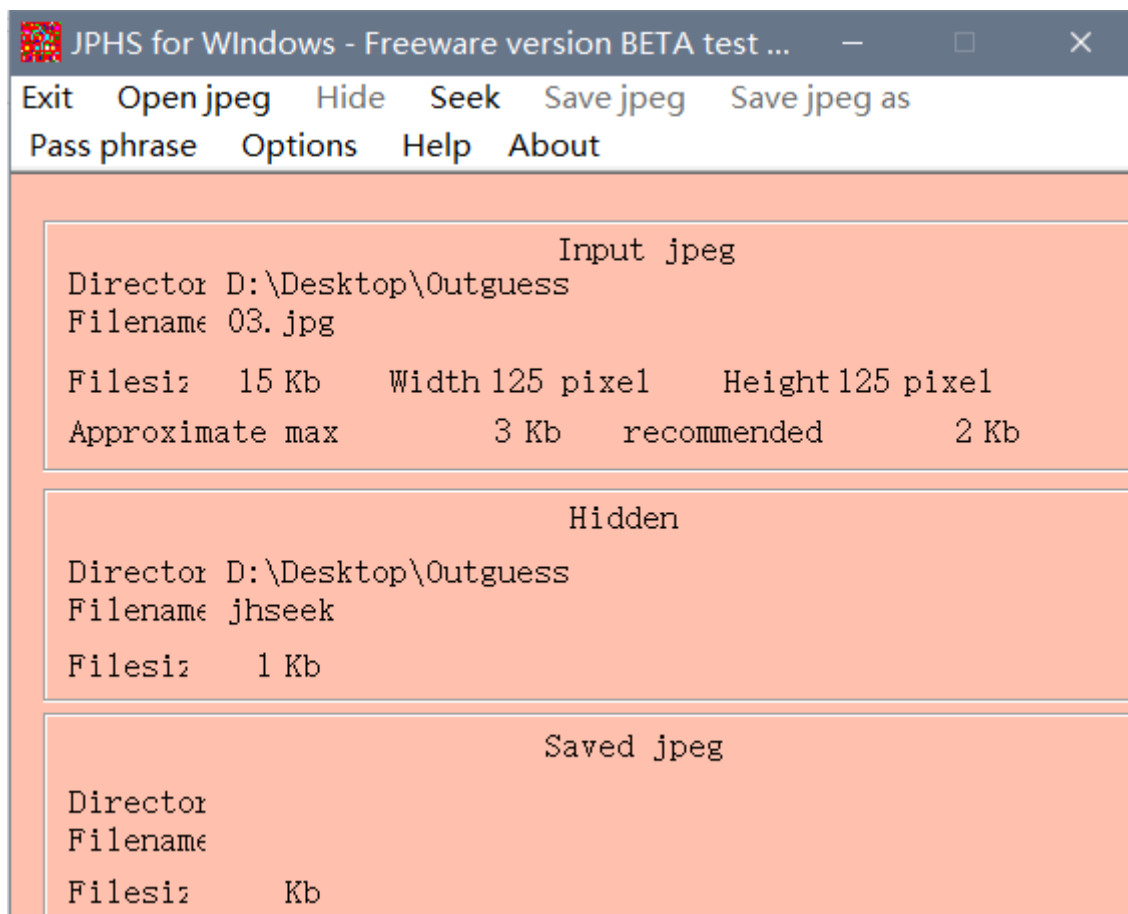 JPHS for WIndows - Freeware version BETA test ...
Exit Open jpeg Hide Seek Save jpeg Save jpeg as
Pass phrase Options Help About
Input jpeg
Director D:\Desktop\Outguess
Filename 03.jpg
Filesiz 15 Kb Width 125 pixel Height 125 pixel
Approximate max 3 Kb recommended 2 Kb
Hidden
Director D:\Desktop\Outguess
Filename jhseek
Filesiz 1 Kb
Saved jpeg
Director
Filename
Filesiz Kb